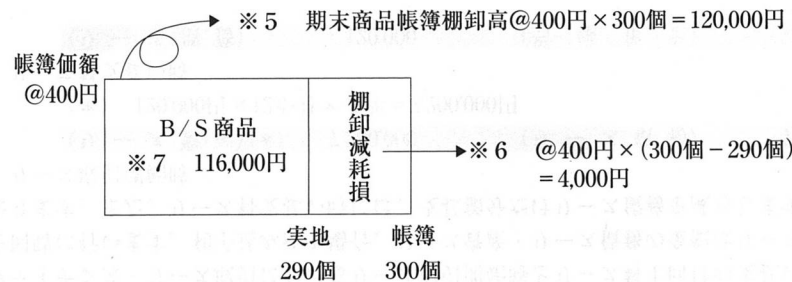 ※5 期末商品帳簿棚卸高@400円×300個＝120,000円
帳簿価額
@400円
B/S商品
※7 116,000円
棚卸減耗損
※6 @400円×(300個－290個)
＝4,000円
実地 帳簿
290個 300個